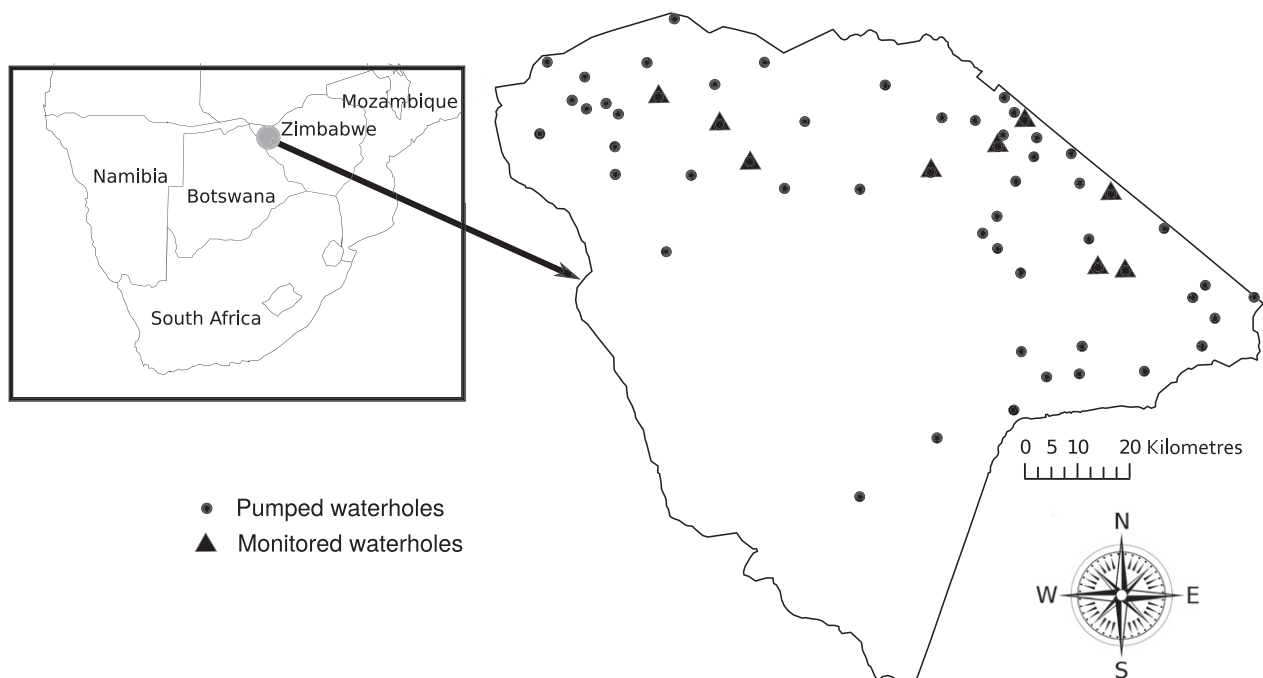 Mozambique
Zimbabwe
Namibia
Botswana
South Africa
Pumped waterholes
Monitored waterholes
0 5 10 20 Kilometres
N
W E
S